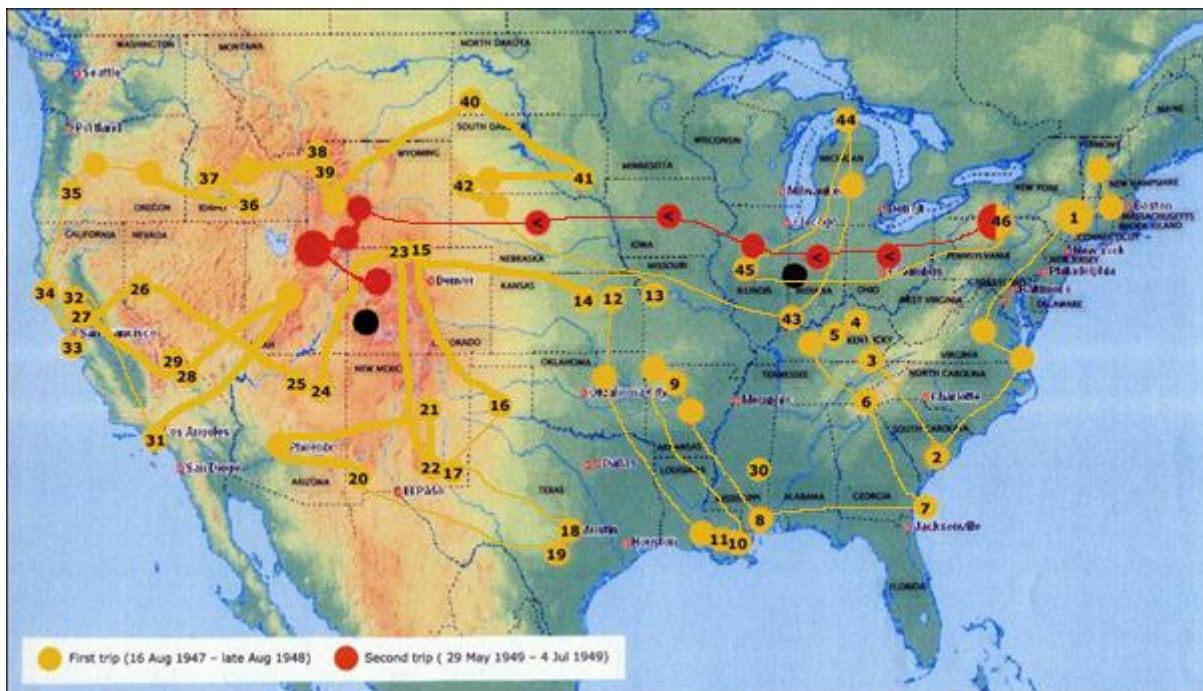 WASHINGTON
MONTANA
NORTH DAKOTA
MAINE
Seattle
40
44
Portland
SOUTH DAKOTA
WISCONSIN
VERMONT
38
WYOMING
MINNESOTA
MICHIGAN
39
37
42
41
NEW YORK
NEW HAMPSHIRE
35
36
Milwaukee
Boston
OREGON
46
1
MASSACHUSETTS
RHODE ISLAND
CALIFORNIA
NEVADA
<
<
CONNECTICUT
IOWA
<
<
New York
23
15
NEBRASKA
45
PENNSYLVANIA
NEW JERSEY
Philadelphia
34
32
26
Denver
KANSAS
14
12
MISSOURI
13
ILLINOIS
INDIANA
OHIO
WEST VIRGINIA
DELAWARE
27
San Francisco
43
4
33
5
KENTUCKY
29
28
OKLAHOMA
3
VIRGINIA
25
24
NEW MEXICO
9
TENNESSEE
NORTH CAROLINA
21
16
Memphis
6
Charlotte
31
Los Angeles
ARKANSAS
SOUTH CAROLINA
San Diego
22
17
Dallas
LOUISIANA
30
2
ARIZONA
20
El Paso
TEXAS
ALABAMA
GEORGIA
18
Austin
8
7
19
Houston
11
10
Jacksonville
FLORIDA
First trip (16 Aug 1947 – late Aug 1948)
Second trip ( 29 May 1949 – 4 Jul 1949)